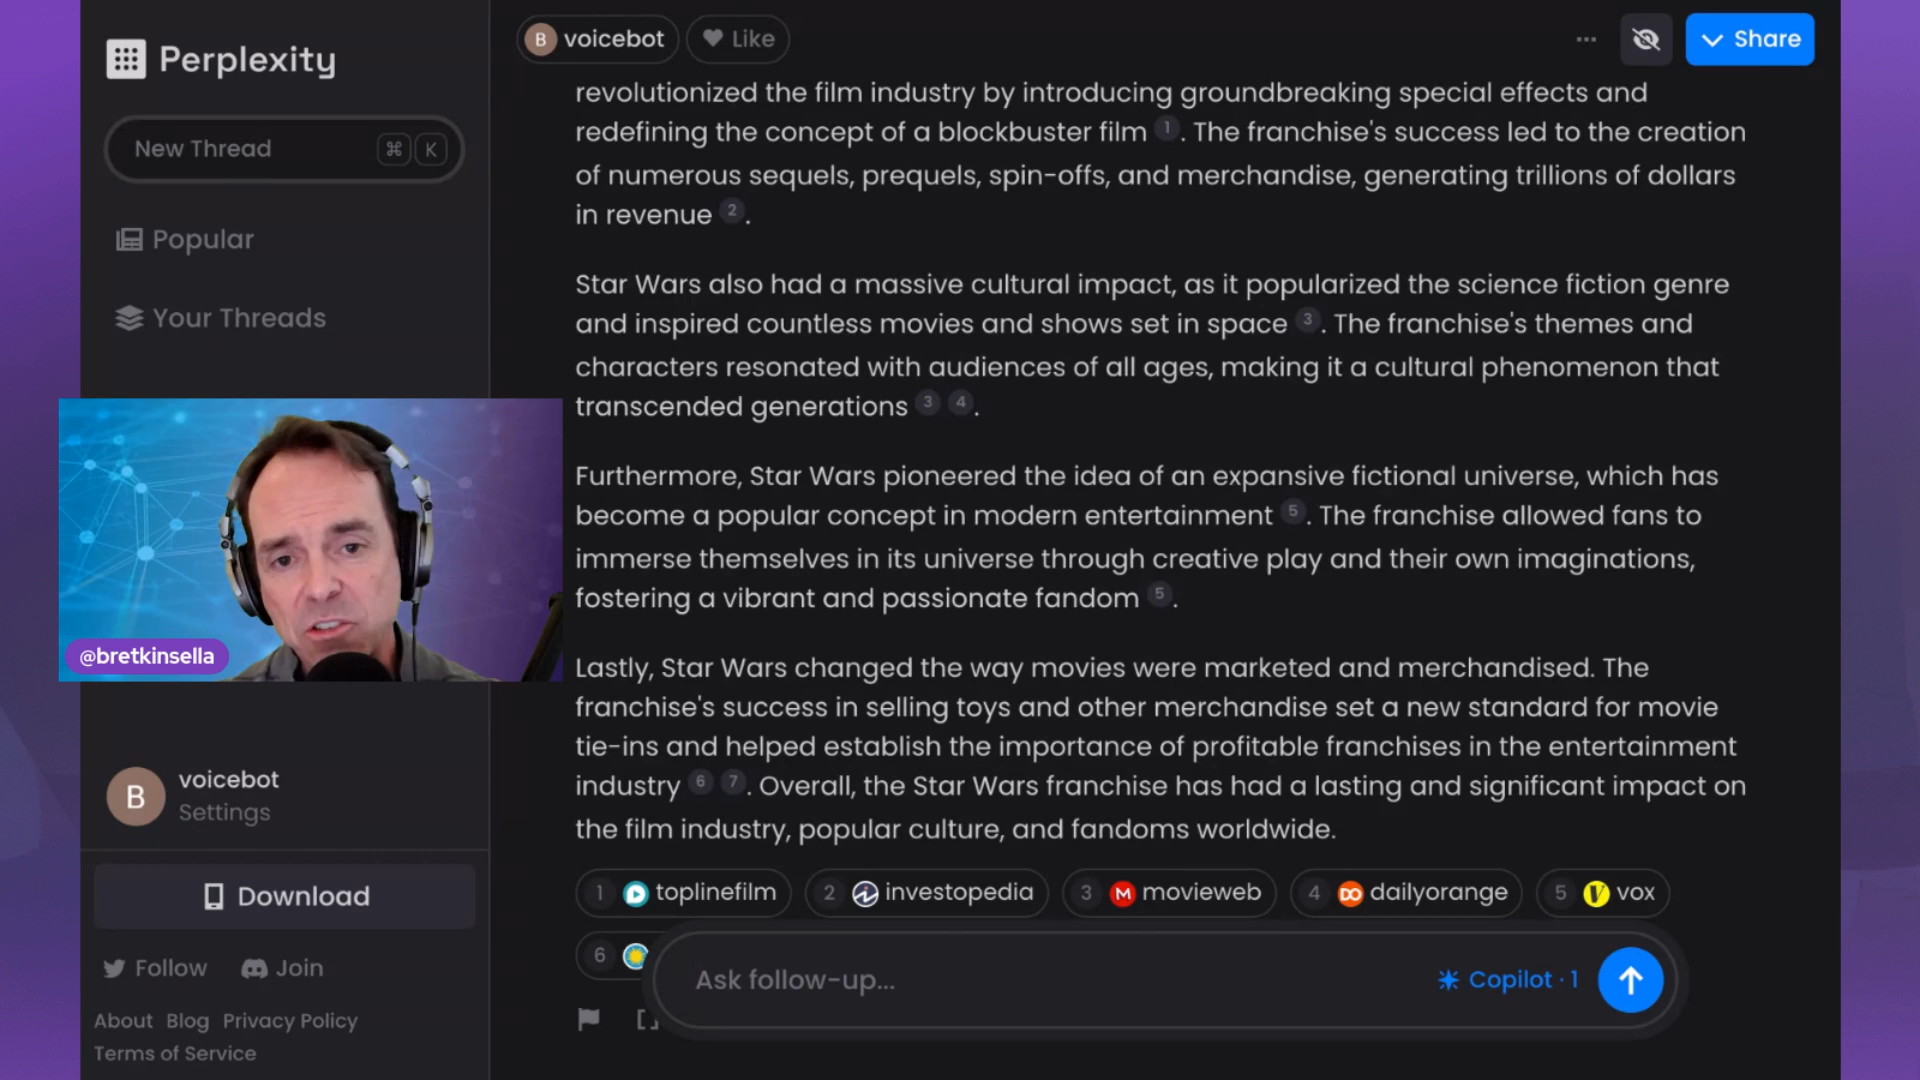 Perplexity
New Thread ⌘ K
Popular
Your Threads
@bretkinsella
B voicebot
Settings
Download
Follow Join
About Blog Privacy Policy
Terms of Service
B voicebot Like ... Share
revolutionized the film industry by introducing groundbreaking special effects and
redefining the concept of a blockbuster film 1. The franchise's success led to the creation
of numerous sequels, prequels, spin-offs, and merchandise, generating trillions of dollars
in revenue 2.
Star Wars also had a massive cultural impact, as it popularized the science fiction genre
and inspired countless movies and shows set in space 3. The franchise's themes and
characters resonated with audiences of all ages, making it a cultural phenomenon that
transcended generations 3 4.
Furthermore, Star Wars pioneered the idea of an expansive fictional universe, which has
become a popular concept in modern entertainment 5. The franchise allowed fans to
immerse themselves in its universe through creative play and their own imaginations,
fostering a vibrant and passionate fandom 5.
Lastly, Star Wars changed the way movies were marketed and merchandised. The
franchise's success in selling toys and other merchandise set a new standard for movie
tie-ins and helped establish the importance of profitable franchises in the entertainment
industry 6 7. Overall, the Star Wars franchise has had a lasting and significant impact on
the film industry, popular culture, and fandoms worldwide.
1 toplinefilm 2 investopedia 3 M movieweb 4 DO dailyorange 5 V vox
6
Ask follow-up... Copilot · 1